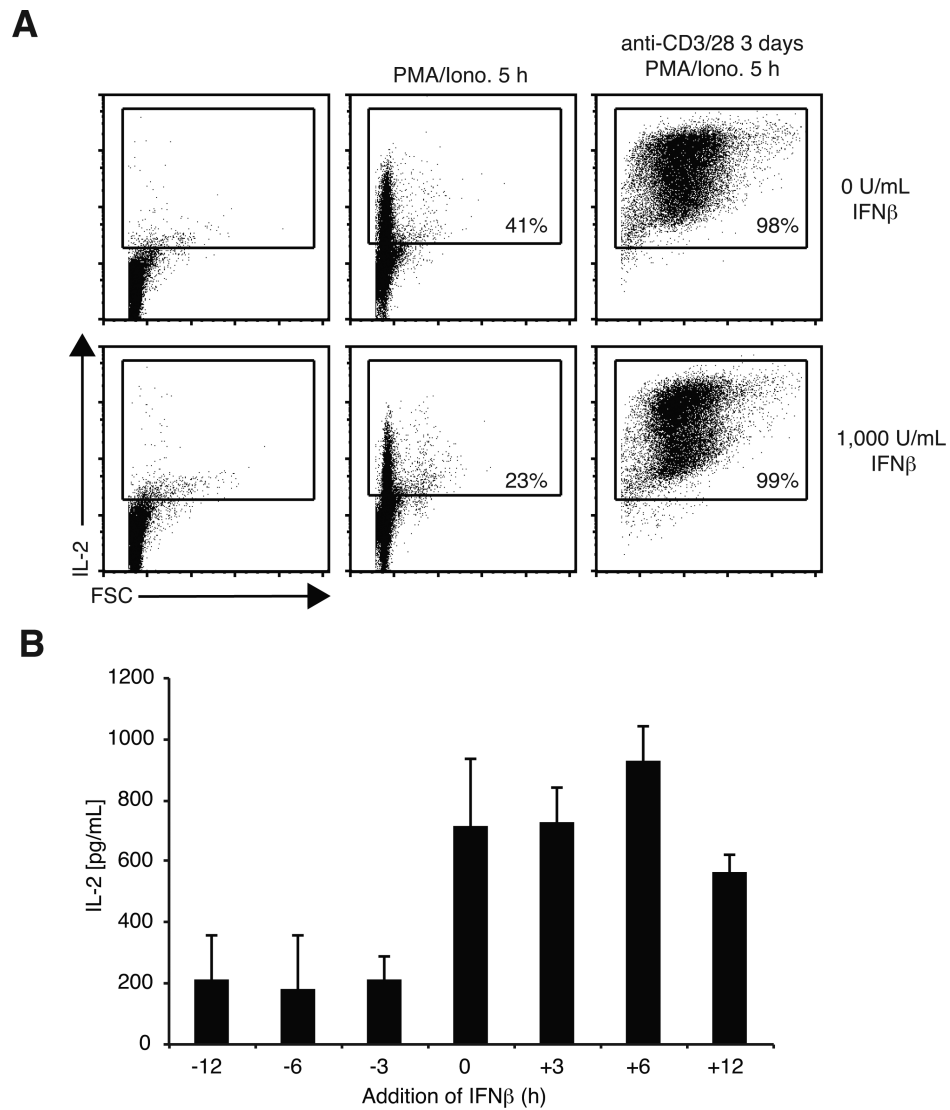 A
anti-CD3/28 3 days
PMA/Iono. 5 h
PMA/Iono. 5 h
41%
98%
0 U/mL
IFNβ
23%
99%
1,000 U/mL
IFNβ
IL-2
FSC
B
1200
1000
800
600
400
200
0
IL-2 [pg/mL]
-12
-6
-3
0
+3
+6
+12
Addition of IFNβ (h)